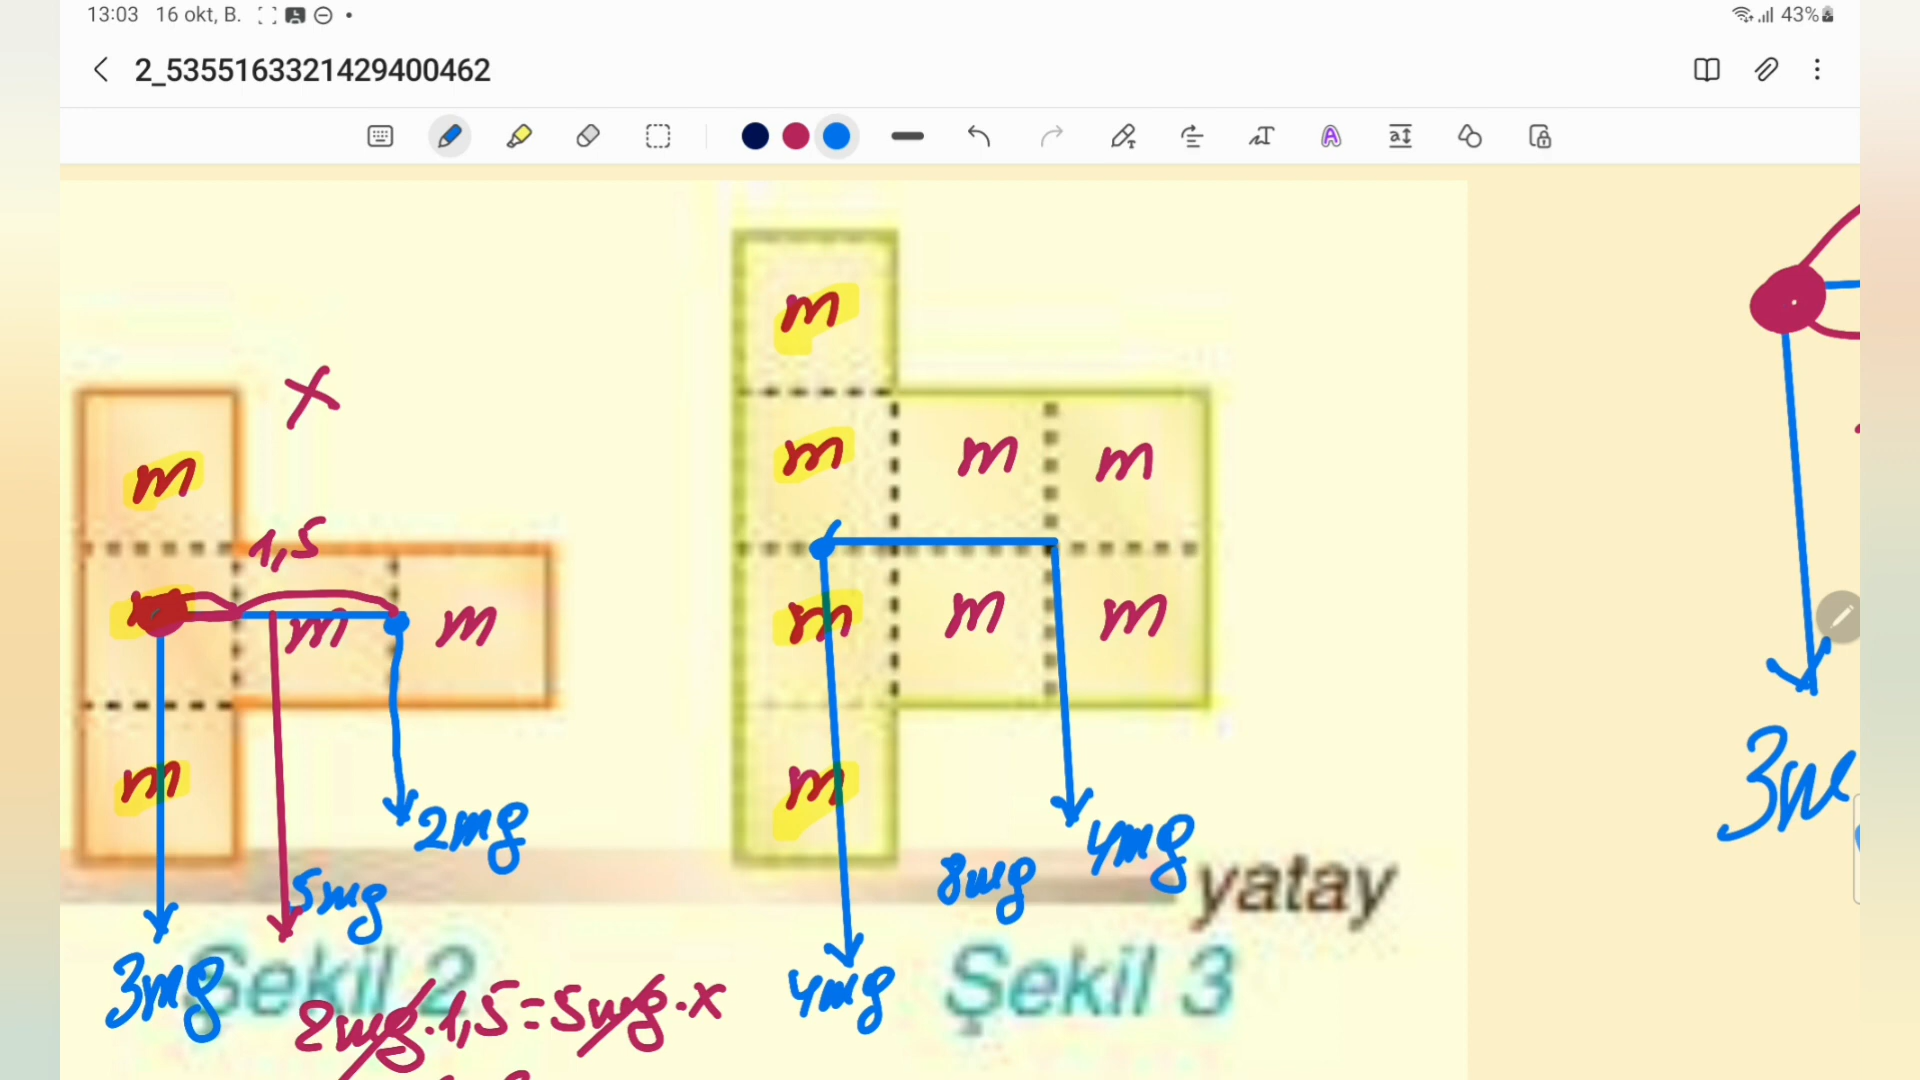 13:03 16 okt, B.
43%
2_5355163321429400462
m
m
m
X
m
m
m
1,5
m
m
m
m
m
m
m
m
2mg
4mg
8mg
5mg
yatay
3m
Şekil 2
Şekil 3
3mg
4mg
2mg·1,5=5mg·x